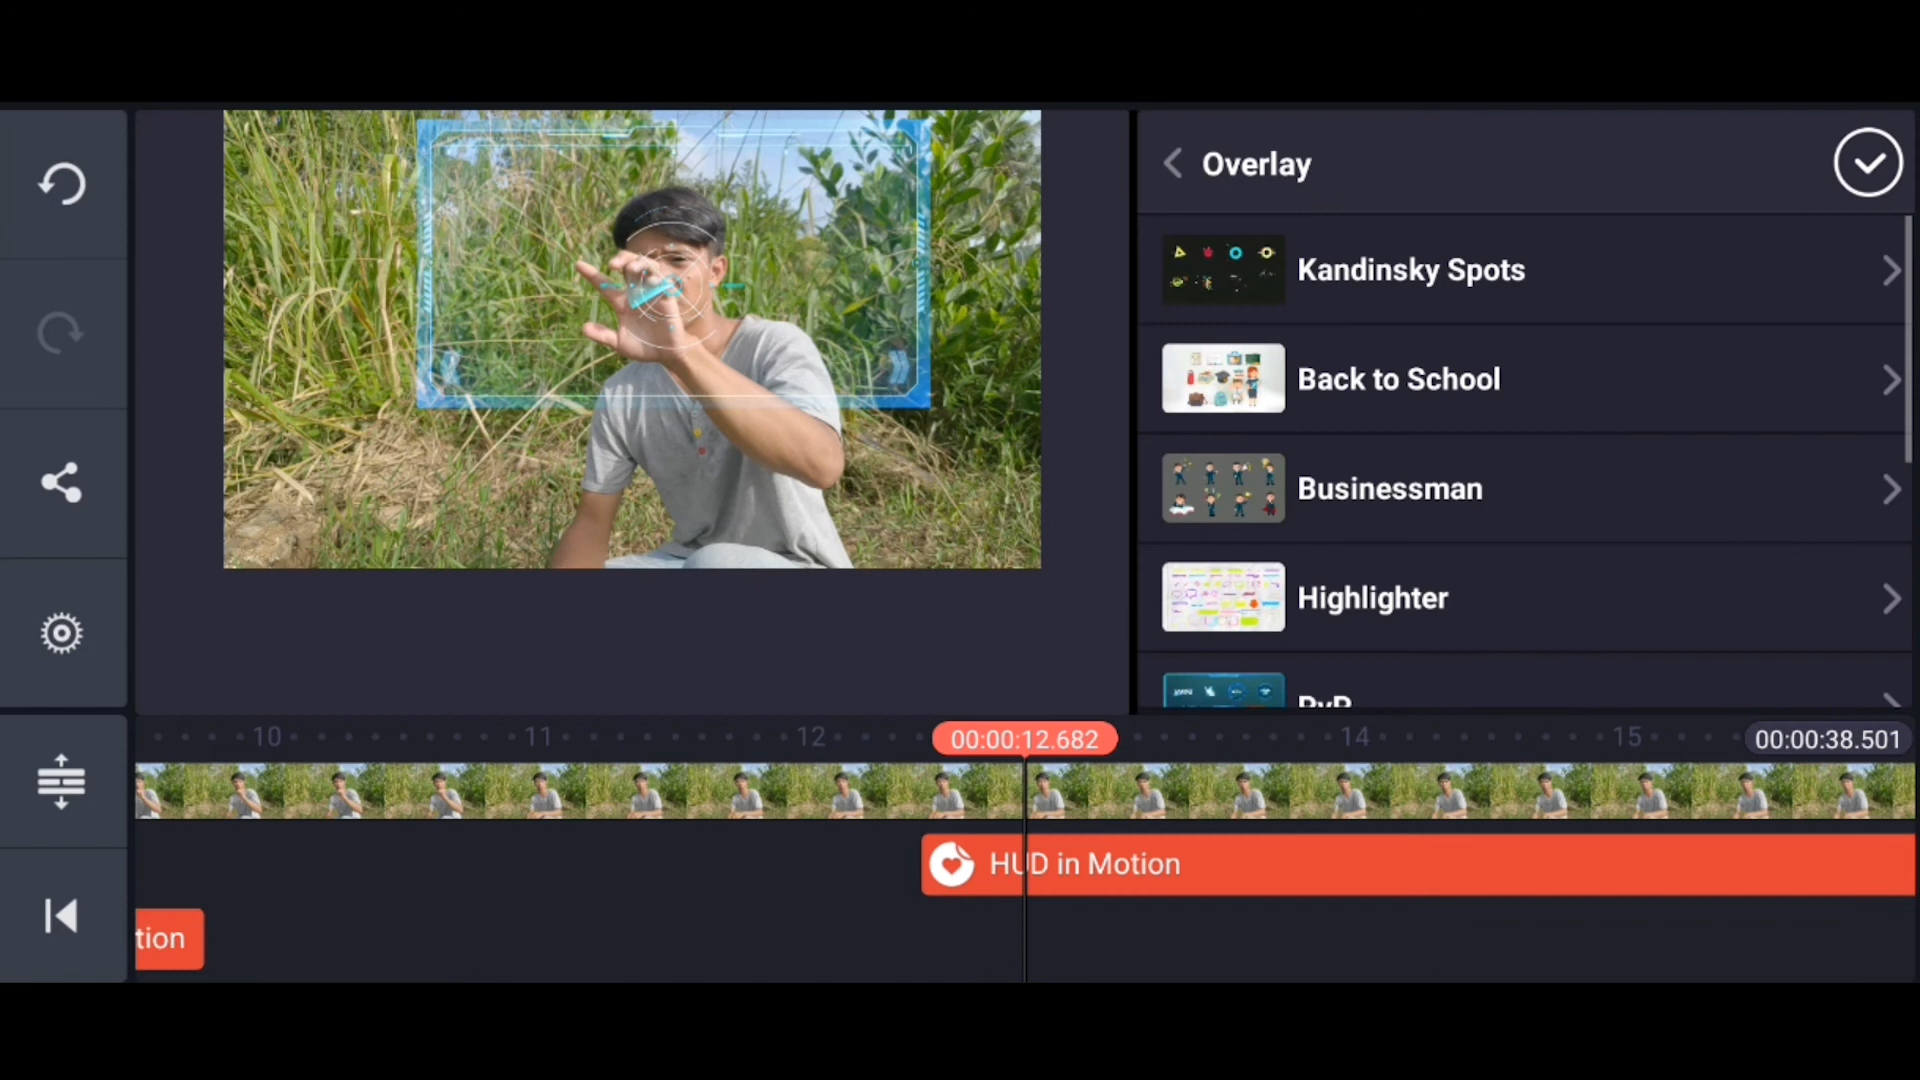 Overlay
Kandinsky Spots
Back to School
Businessman
Highlighter
PvP
10
11
12
00:00:12.682
14
15
00:00:38.501
HUD in Motion
tion